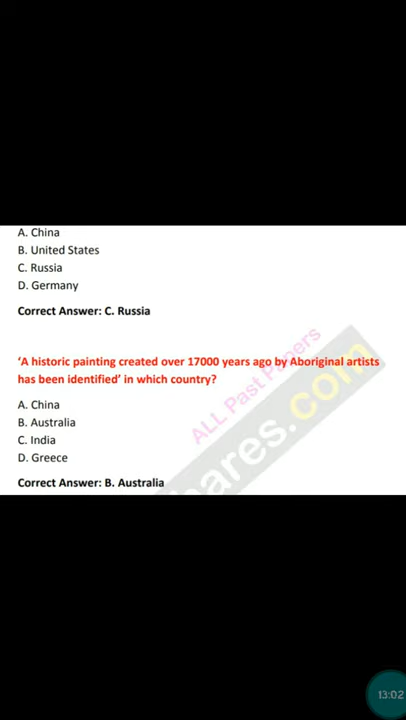 A. China
B. United States
C. Russia
D. Germany
Correct Answer: C. Russia
‘A historic painting created over 17000 years ago by Aboriginal artists
has been identified’ in which country?
A. China
B. Australia
C. India
D. Greece
Correct Answer: B. Australia
ALL Past Papers
hares.com
13:02